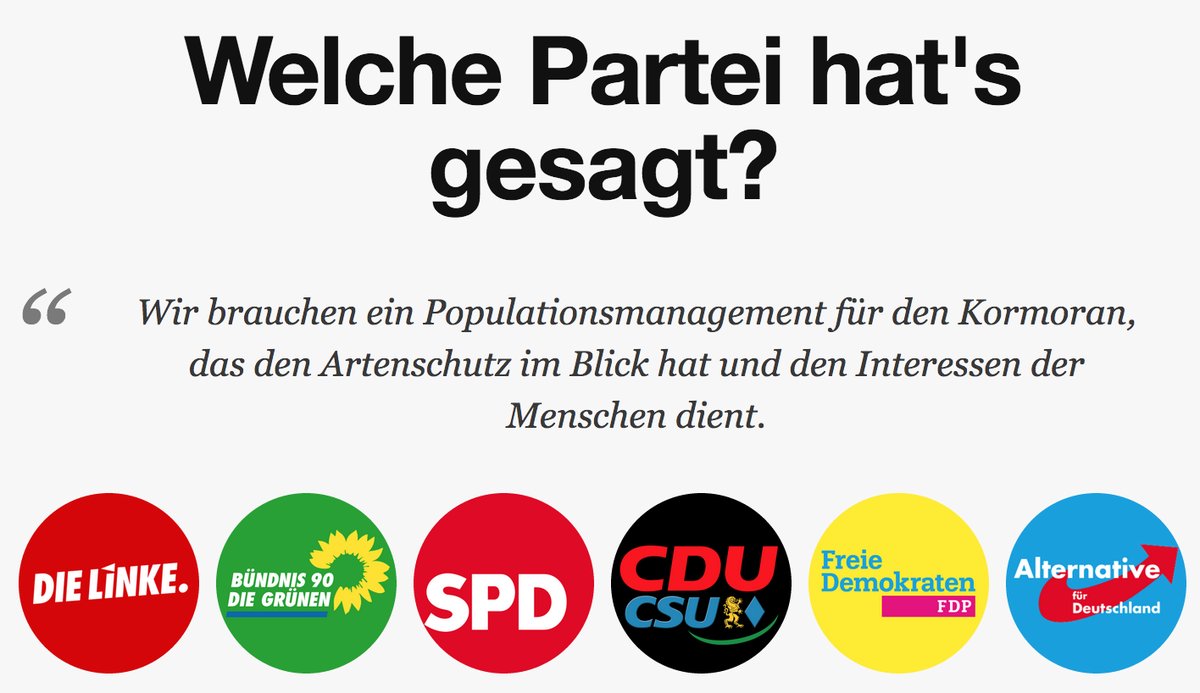 Welche Partei hat's
gesagt?
“
Wir brauchen ein Populationsmanagement für den Kormoran,
das den Artenschutz im Blick hat und den Interessen der
Menschen dient.
DIE LINKE.
BÜNDNIS 90
DIE GRÜNEN
SPD
CDU
CSU
Freie
Demokraten
FDP
Alternative
für
Deutschland